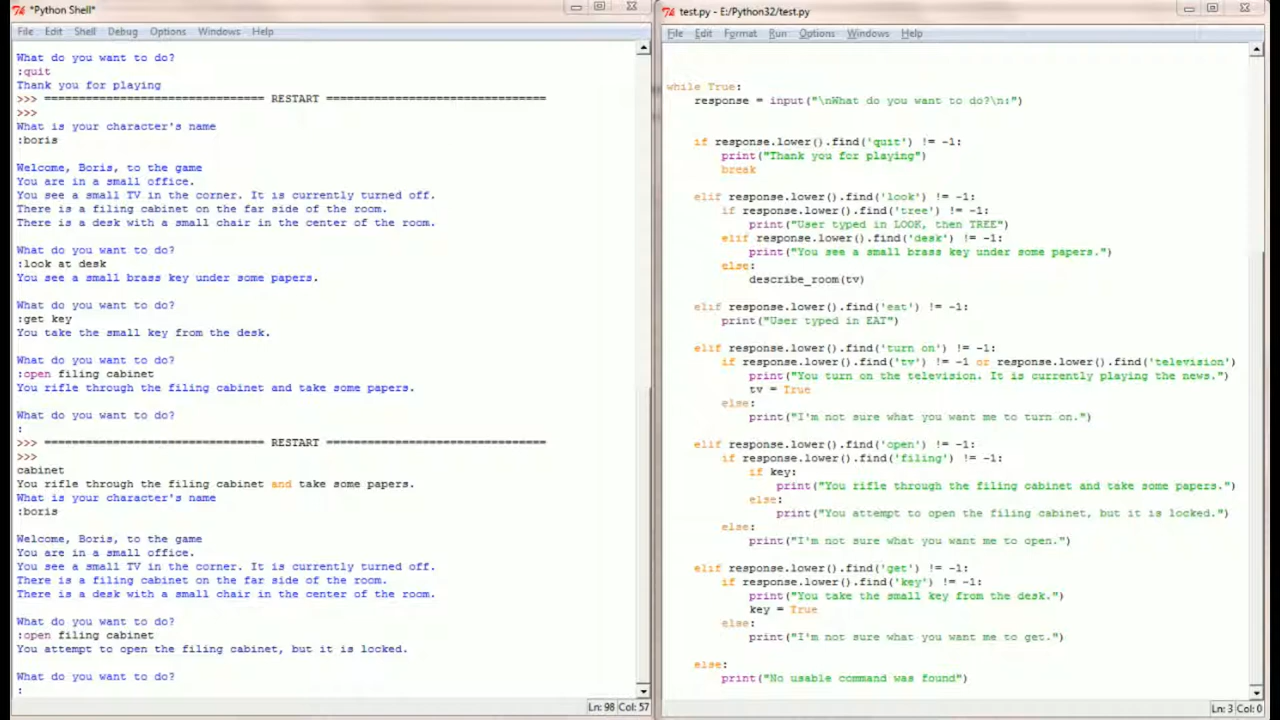 *Python Shell*
File Edit Shell Debug Options Windows Help
What do you want to do?
:quit
Thank you for playing
>>> ================================ RESTART ================================
>>>
What is your character's name
:boris
Welcome, Boris, to the game
You are in a small office.
You see a small TV in the corner. It is currently turned off.
There is a filing cabinet on the far side of the room.
There is a desk with a small chair in the center of the room.
What do you want to do?
:look at desk
You see a small brass key under some papers.
What do you want to do?
:get key
You take the small key from the desk.
What do you want to do?
:open filing cabinet
You rifle through the filing cabinet and take some papers.
What do you want to do?
:
>>> ================================ RESTART ================================
>>>
cabinet
You rifle through the filing cabinet and take some papers.
What is your character's name
:boris
Welcome, Boris, to the game
You are in a small office.
You see a small TV in the corner. It is currently turned off.
There is a filing cabinet on the far side of the room.
There is a desk with a small chair in the center of the room.
What do you want to do?
:open filing cabinet
You attempt to open the filing cabinet, but it is locked.
What do you want to do?
:
Ln: 98 Col: 57
test.py - E:/Python32/test.py
File Edit Format Run Options Windows Help
while True:
    response = input("\nWhat do you want to do?\n:")
    if response.lower().find('quit') != -1:
        print("Thank you for playing")
        break
    elif response.lower().find('look') != -1:
        if response.lower().find('tree') != -1:
            print("User typed in LOOK, then TREE")
        elif response.lower().find('desk') != -1:
            print("You see a small brass key under some papers.")
        else:
            describe_room(tv)
    elif response.lower().find('eat') != -1:
        print("User typed in EAT")
    elif response.lower().find('turn on') != -1:
        if response.lower().find('tv') != -1 or response.lower().find('television')
            print("You turn on the television. It is currently playing the news.")
            tv = True
        else:
            print("I'm not sure what you want me to turn on.")
    elif response.lower().find('open') != -1:
        if response.lower().find('filing') != -1:
            if key:
                print("You rifle through the filing cabinet and take some papers.")
            else:
                print("You attempt to open the filing cabinet, but it is locked.")
        else:
            print("I'm not sure what you want me to open.")
    elif response.lower().find('get') != -1:
        if response.lower().find('key') != -1:
            print("You take the small key from the desk.")
            key = True
        else:
            print("I'm not sure what you want me to get.")
    else:
        print("No usable command was found")
Ln: 3 Col: 0